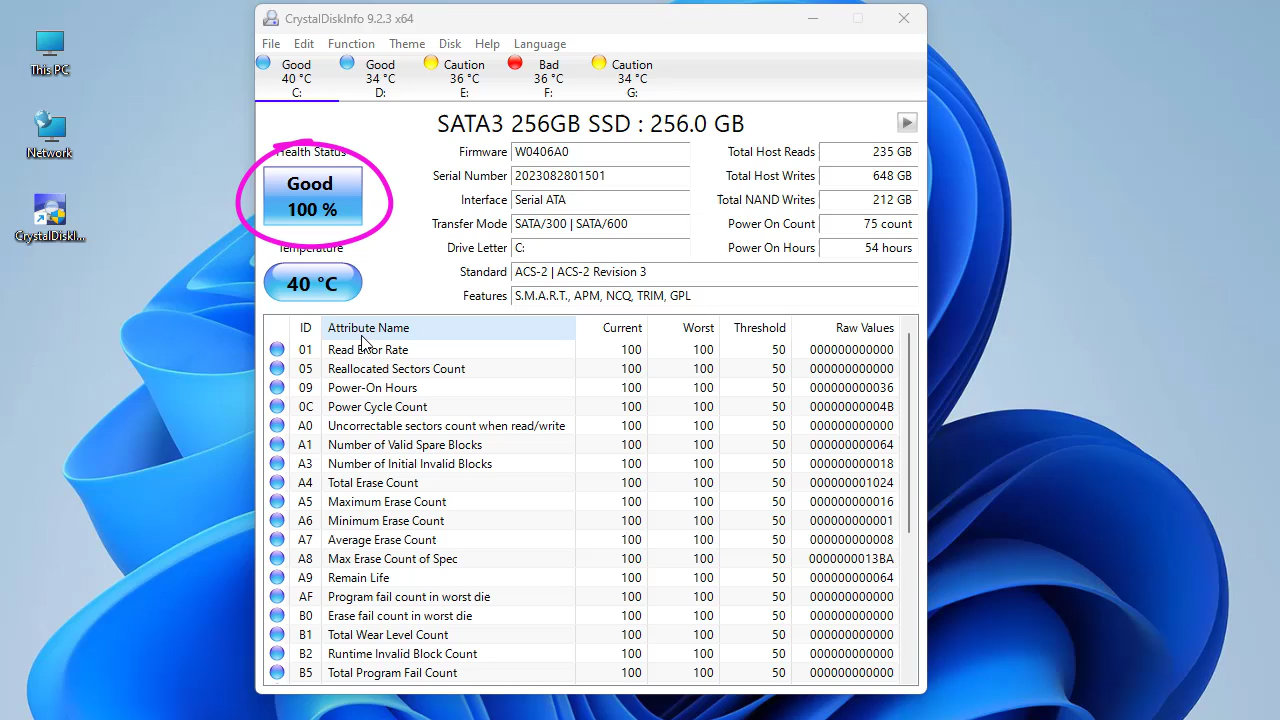 This PC
Network
CrystalDiskI...
CrystalDiskInfo 9.2.3 x64
File Edit Function Theme Disk Help Language
Good Good Caution Bad Caution
40 °C 34 °C 36 °C 36 °C 34 °C
C: D: E: F: G:
SATA3 256GB SSD : 256.0 GB
Health Status
Good
100 %
Temperature
40 °C
Firmware W0406A0
Serial Number 2023082801501
Interface Serial ATA
Transfer Mode SATA/300 | SATA/600
Drive Letter C:
Standard ACS-2 | ACS-2 Revision 3
Features S.M.A.R.T., APM, NCQ, TRIM, GPL
Total Host Reads 235 GB
Total Host Writes 648 GB
Total NAND Writes 212 GB
Power On Count 75 count
Power On Hours 54 hours
ID Attribute Name Current Worst Threshold Raw Values
01 Read Error Rate 100 100 50 000000000000
05 Reallocated Sectors Count 100 100 50 000000000000
09 Power-On Hours 100 100 50 000000000036
0C Power Cycle Count 100 100 50 00000000004B
A0 Uncorrectable sectors count when read/write 100 100 50 000000000000
A1 Number of Valid Spare Blocks 100 100 50 000000000064
A3 Number of Initial Invalid Blocks 100 100 50 000000000018
A4 Total Erase Count 100 100 50 000000001024
A5 Maximum Erase Count 100 100 50 000000000016
A6 Minimum Erase Count 100 100 50 000000000001
A7 Average Erase Count 100 100 50 000000000008
A8 Max Erase Count of Spec 100 100 50 0000000013BA
A9 Remain Life 100 100 50 000000000064
AF Program fail count in worst die 100 100 50 000000000000
B0 Erase fail count in worst die 100 100 50 000000000000
B1 Total Wear Level Count 100 100 50 000000000000
B2 Runtime Invalid Block Count 100 100 50 000000000000
B5 Total Program Fail Count 100 100 50 000000000000